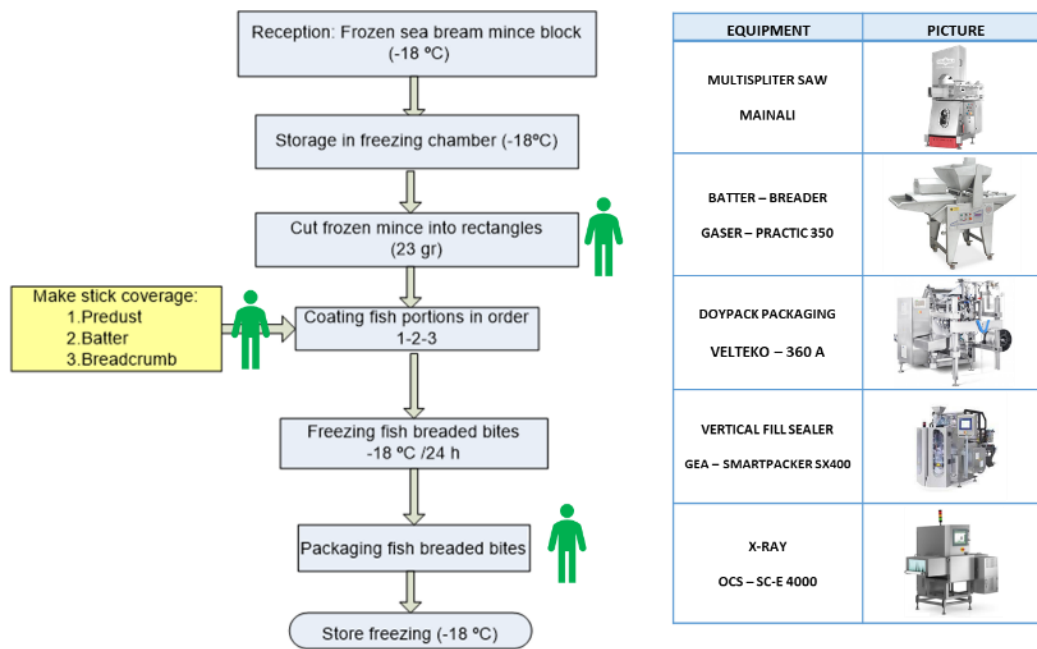 Reception: Frozen sea bream mince block
(-18 ºC)
Storage in freezing chamber (-18ºC)
Cut frozen mince into rectangles
(23 gr)
Make stick coverage:
1.Predust
2.Batter
3.Breadcrumb
Coating fish portions in order
1-2-3
Freezing fish breaded bites
-18 ºC /24 h
Packaging fish breaded bites
Store freezing (-18 ºC)
EQUIPMENT
PICTURE
MULTISPLITER SAW
MAINALI
BATTER – BREADER
GASER – PRACTIC 350
DOYPACK PACKAGING
VELTEKO – 360 A
VERTICAL FILL SEALER
GEA – SMARTPACKER SX400
X-RAY
OCS – SC-E 4000